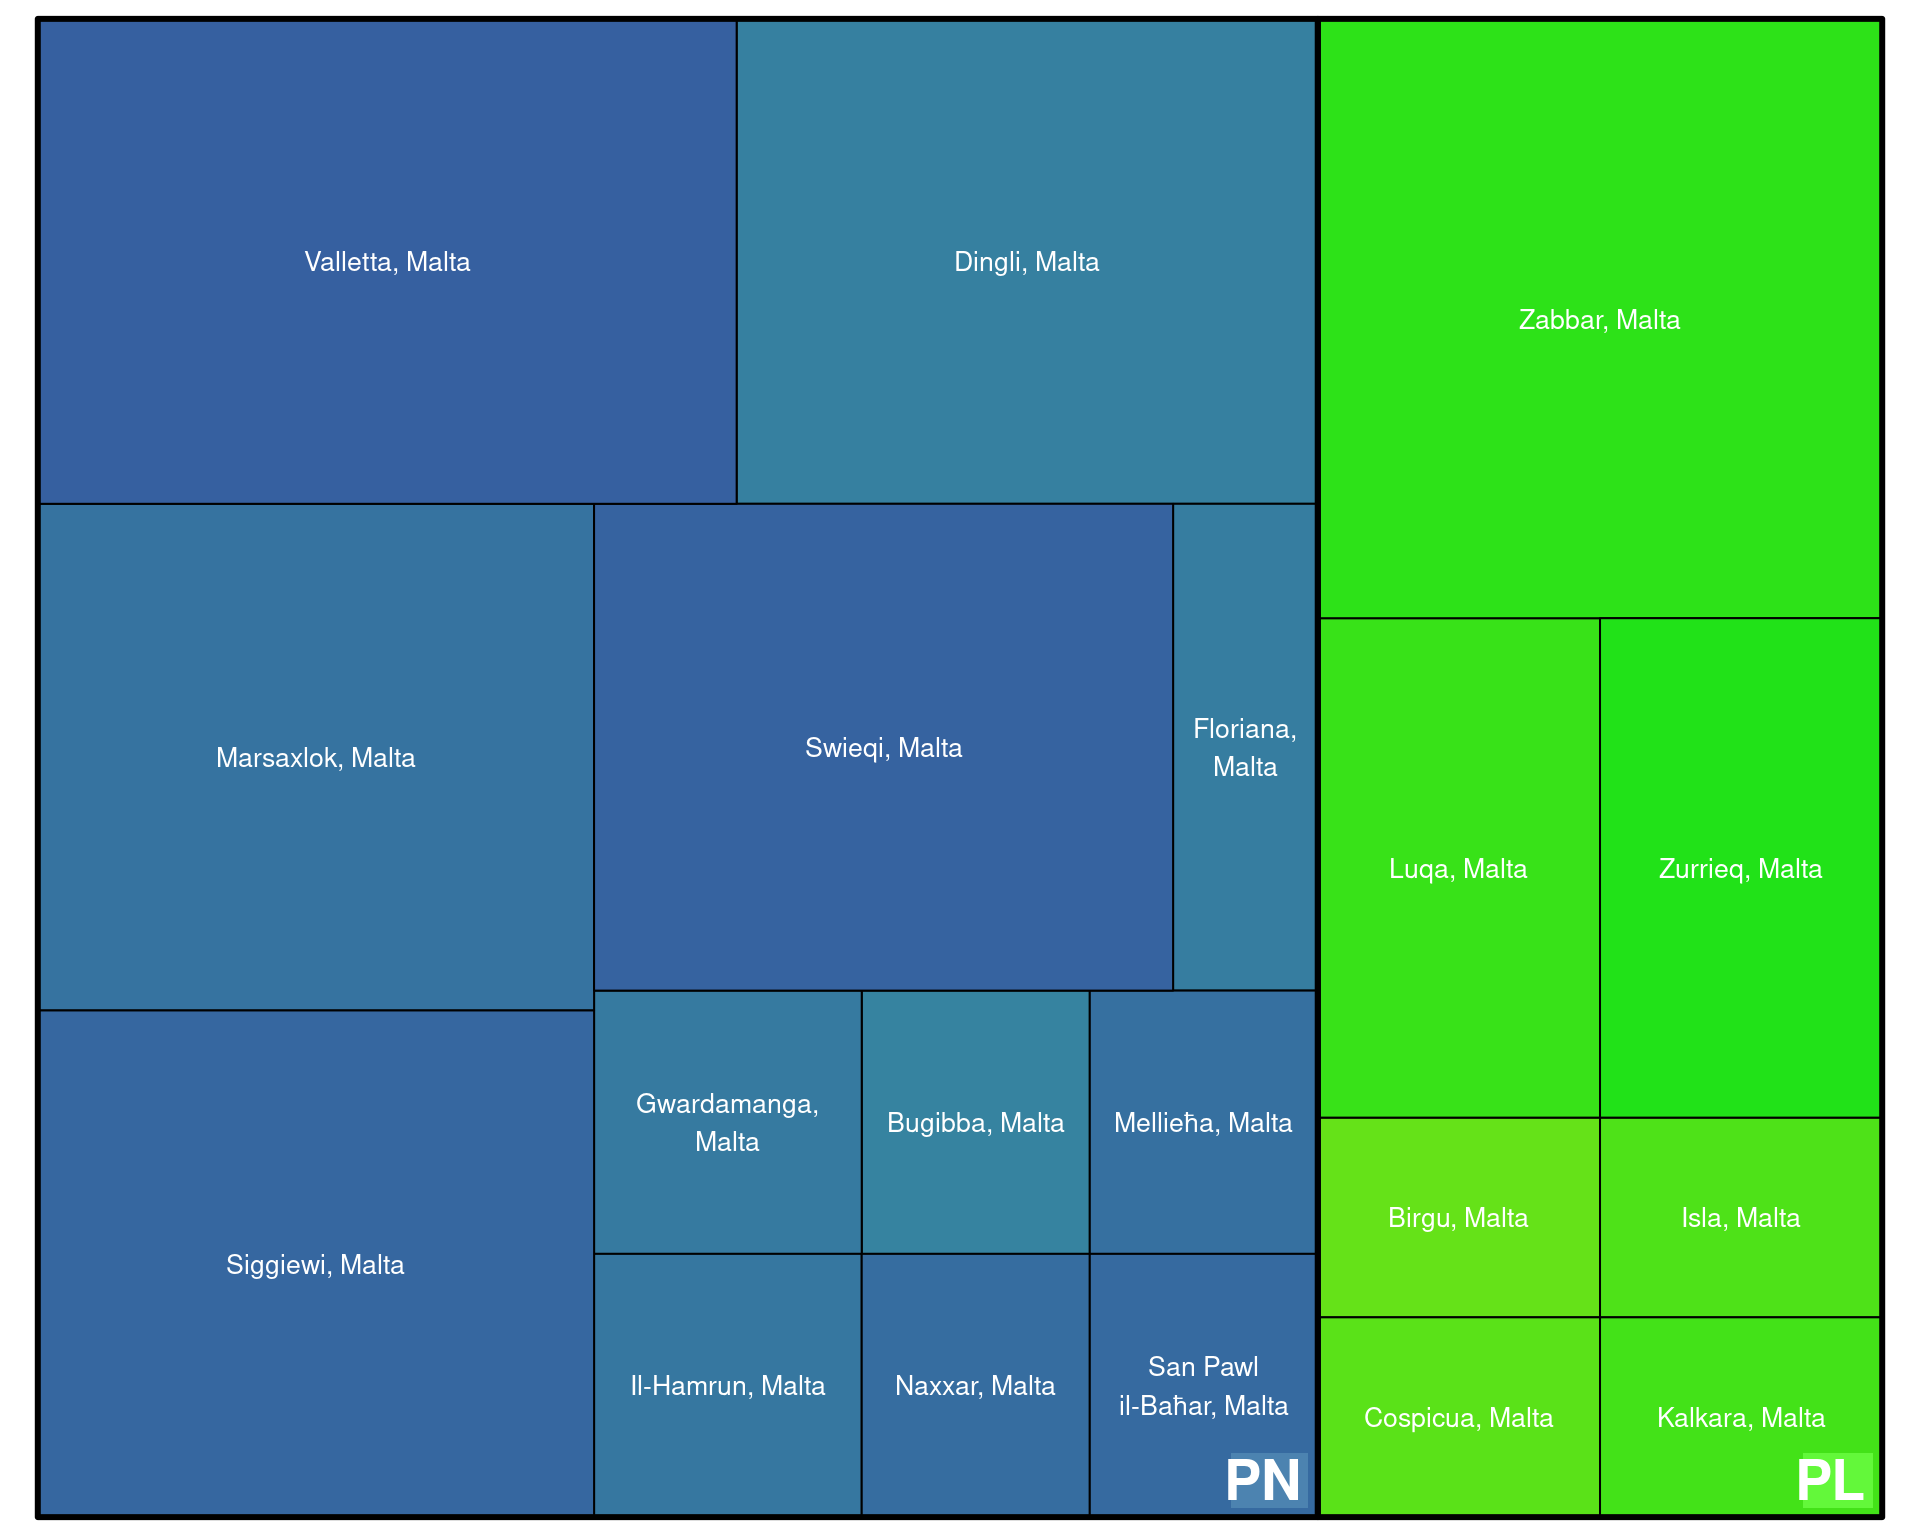 Valletta, Malta
Dingli, Malta
Zabbar, Malta
Marsaxlok, Malta
Swieqi, Malta
Floriana,
Malta
Luqa, Malta
Zurrieq, Malta
Siggiewi, Malta
Gwardamanga,
Malta
Bugibba, Malta
Mellieħa, Malta
Birgu, Malta
Isla, Malta
Il-Hamrun, Malta
Naxxar, Malta
San Pawl
il-Baħar, Malta
Cospicua, Malta
Kalkara, Malta
PN
PL